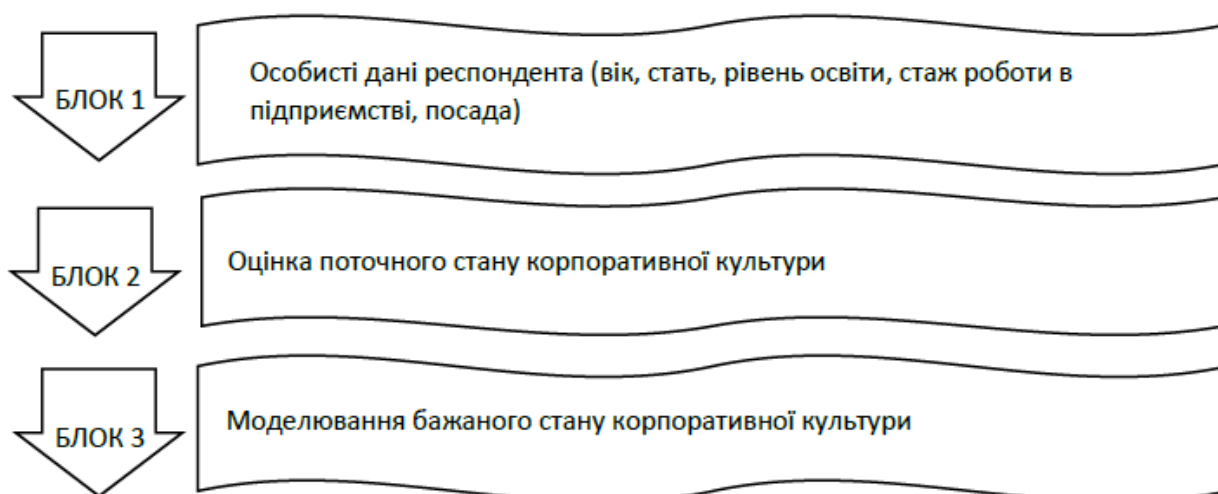 БЛОК 1
Особисті дані респондента (вік, стать, рівень освіти, стаж роботи в
підприємстві, посада)
БЛОК 2
Оцінка поточного стану корпоративної культури
БЛОК 3
Моделювання бажаного стану корпоративної культури